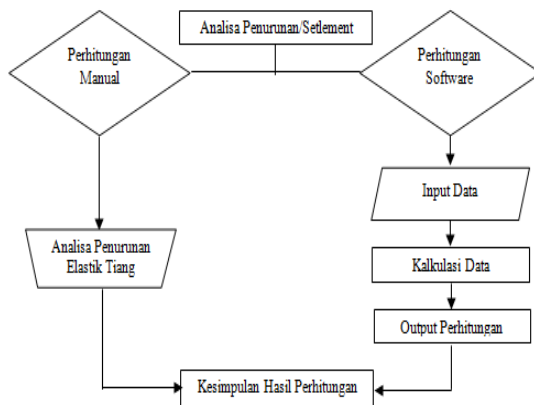 Analisa Penurunan/Setlement
Perhitungan
Manual
Perhitungan
Software
Input Data
Analisa Penurunan
Elastik Tiang
Kalkulasi Data
Output Perhitungan
Kesimpulan Hasil Perhitungan